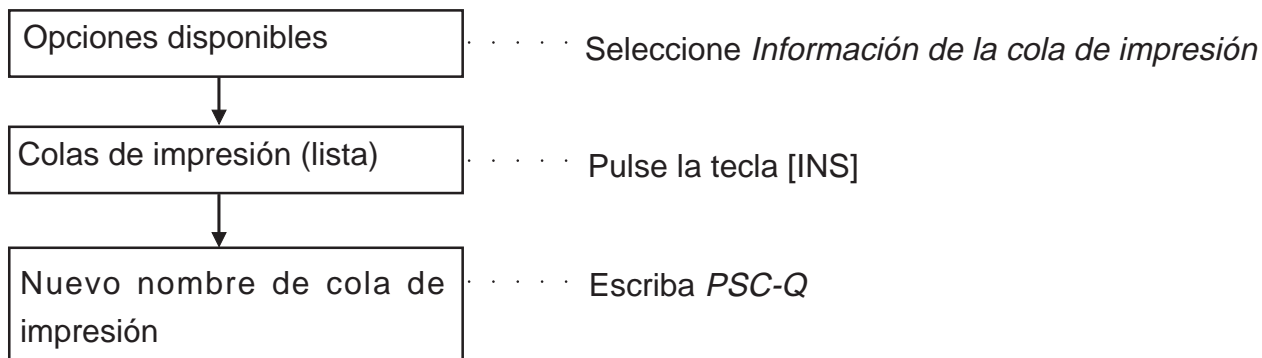 Opciones disponibles
Seleccione Información de la cola de impresión
Colas de impresión (lista)
Pulse la tecla [INS]
Nuevo nombre de cola de
impresión
Escriba PSC-Q